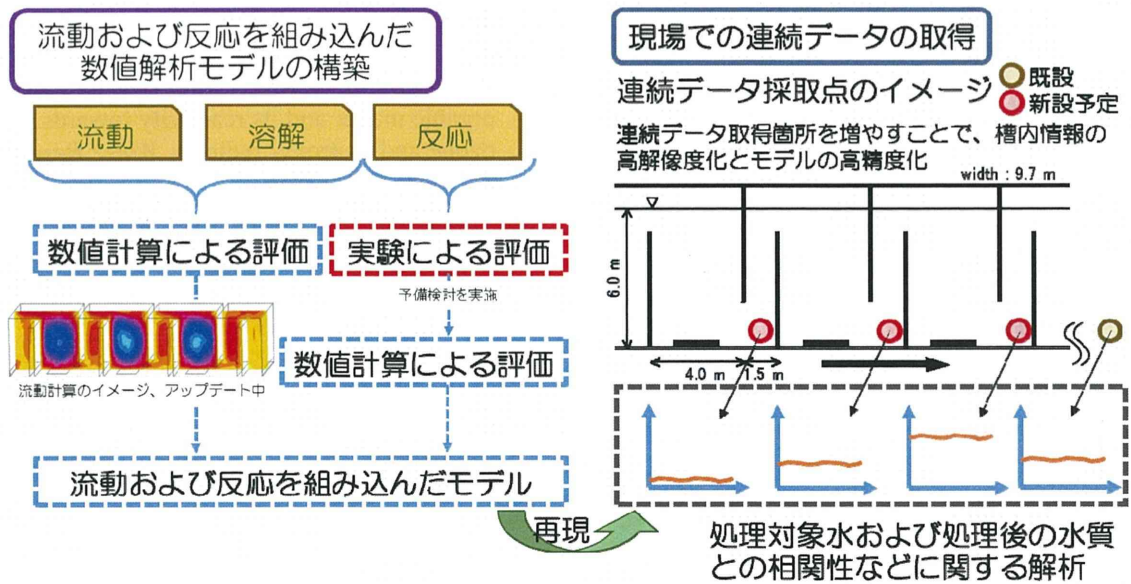 流動および反応を組み込んだ
数値解析モデルの構築
流動
溶解
反応
数値計算による評価
実験による評価
予備検討を実施
数値計算による評価
流動計算のイメージ、アップデート中
流動および反応を組み込んだモデル
再現
現場での連続データの取得
連続データ採取点のイメージ
既設
新設予定
連続データ取得箇所を増やすことで、槽内情報の
高解像度化とモデルの高精度化
width : 9.7 m
6.0 m
4.0 m
1.5 m
処理対象水および処理後の水質
との相関性などに関する解析